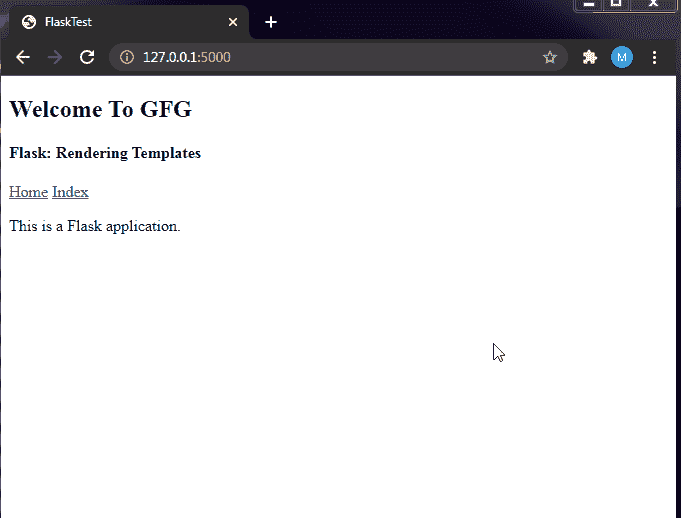 FlaskTest
127.0.0.1:5000
M
Welcome To GFG
Flask: Rendering Templates
Home Index
This is a Flask application.